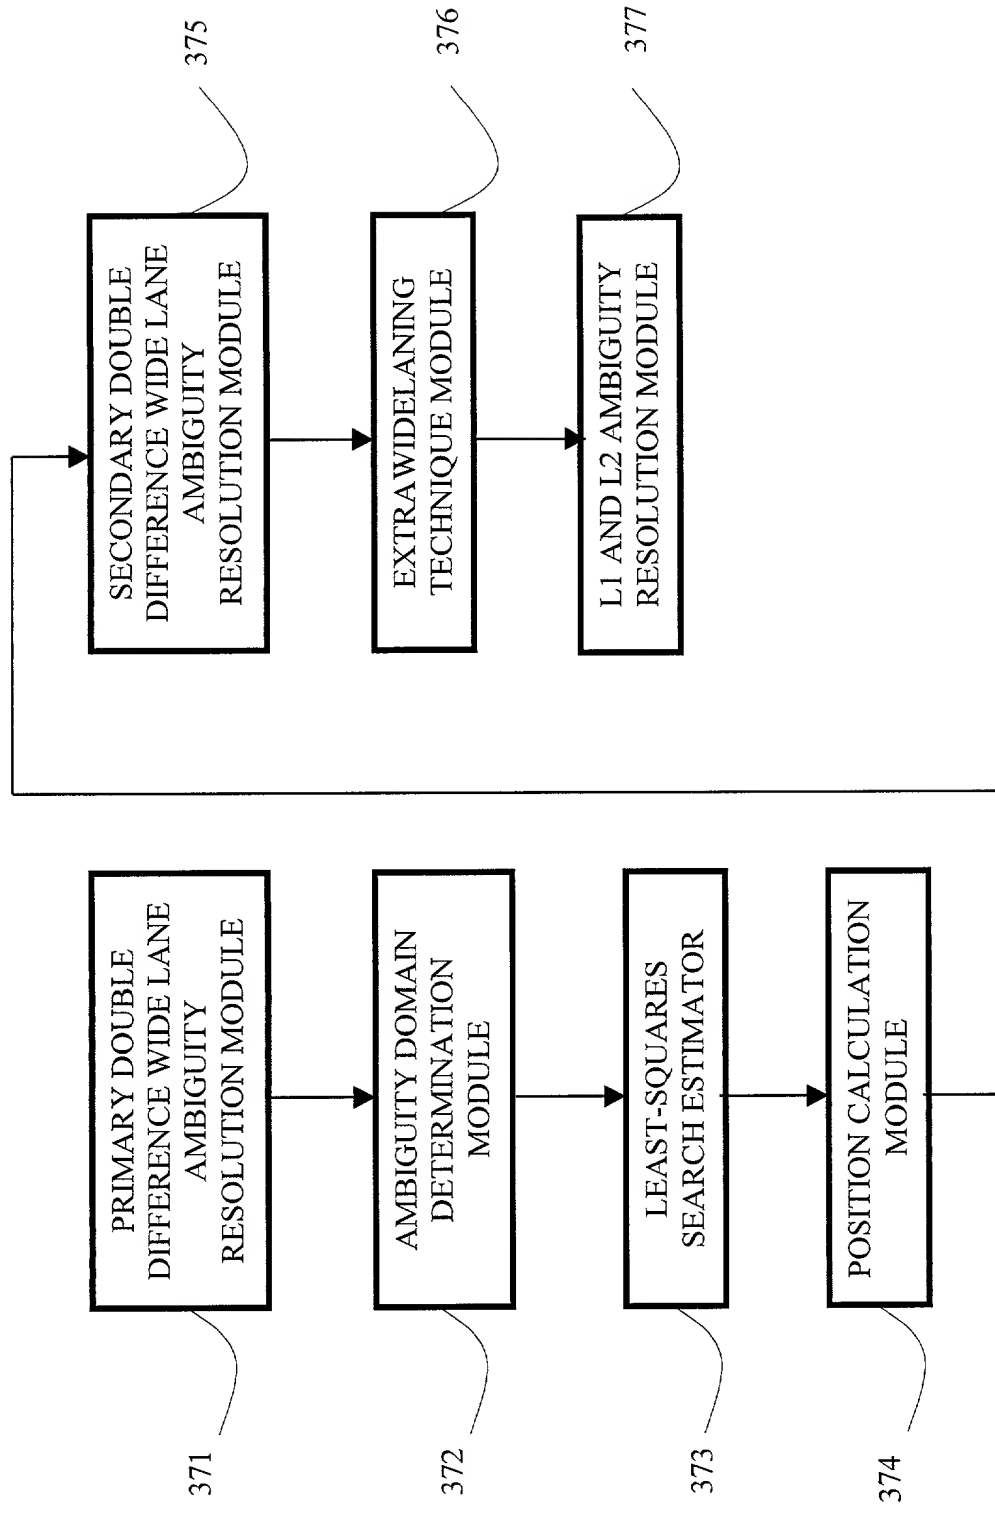 371
PRIMARY DOUBLE
DIFFERENCE WIDE LANE
AMBIGUITY
RESOLUTION MODULE
372
AMBIGUITY DOMAIN
DETERMINATION
MODULE
373
LEAST-SQUARES
SEARCH ESTIMATOR
374
POSITION CALCULATION
MODULE
375
SECONDARY DOUBLE
DIFFERENCE WIDE LANE
AMBIGUITY
RESOLUTION MODULE
376
EXTRAWIDELANING
TECHNIQUE MODULE
377
L1 AND L2 AMBIGUITY
RESOLUTION MODULE